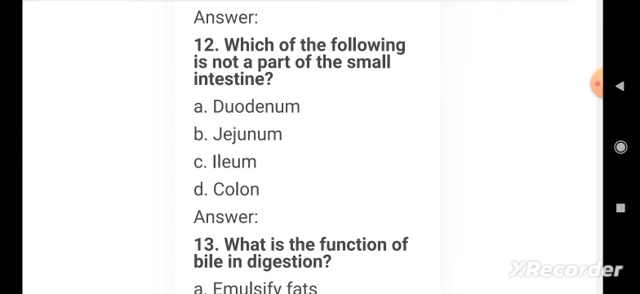 Answer:
12. Which of the following
is not a part of the small
intestine?
a. Duodenum
b. Jejunum
c. Ileum
d. Colon
Answer:
13. What is the function of
bile in digestion?
a. Emulsify fats
XRecorder